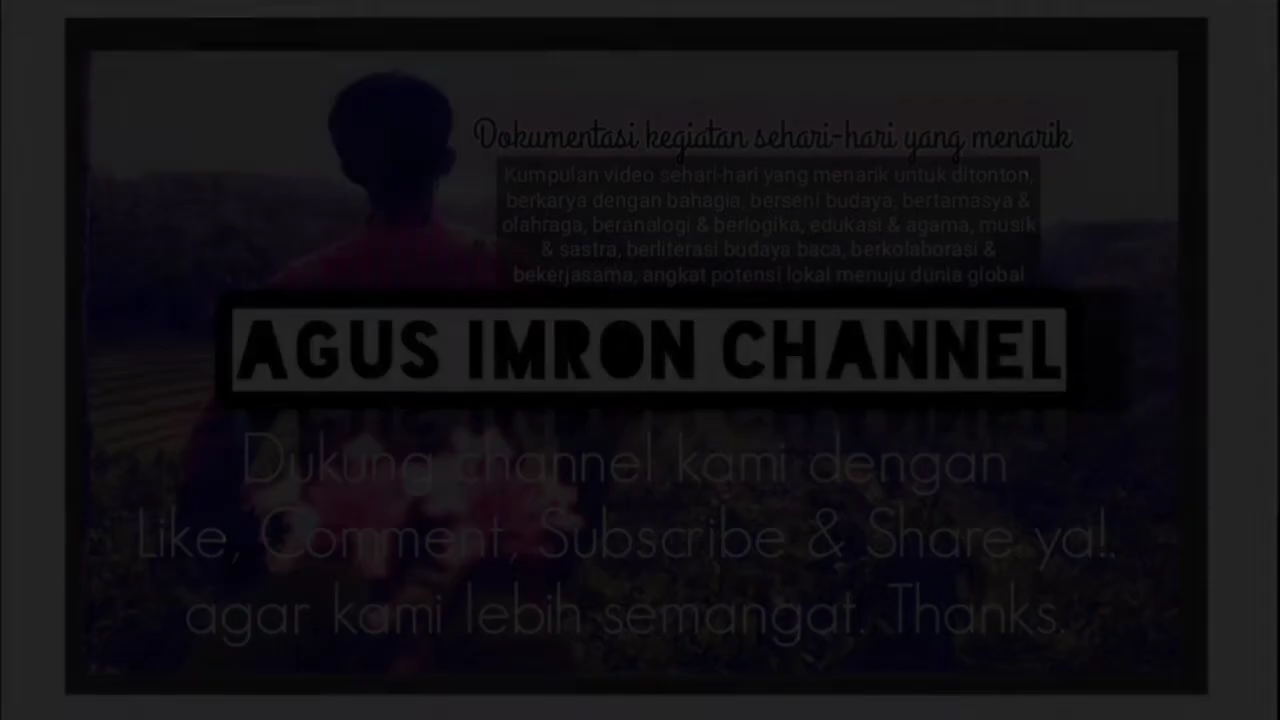 Dokumentasi kegiatan sehari-hari yang menarik
Kumpulan video sehari-hari yang menarik untuk ditonton,
berkarya dengan bahagia, berseni budaya, bertamasya &
olahraga, beranalogi & berlogika, edukasi & agama, musik
& sastra, berliterasi budaya baca, berkolaborasi &
bekerjasama, angkat potensi lokal menuju dunia global
AGUS IMRON CHANNEL
Dukung channel kami dengan
Like, Comment, Subscribe & Share ya!.
agar kami lebih semangat. Thanks.